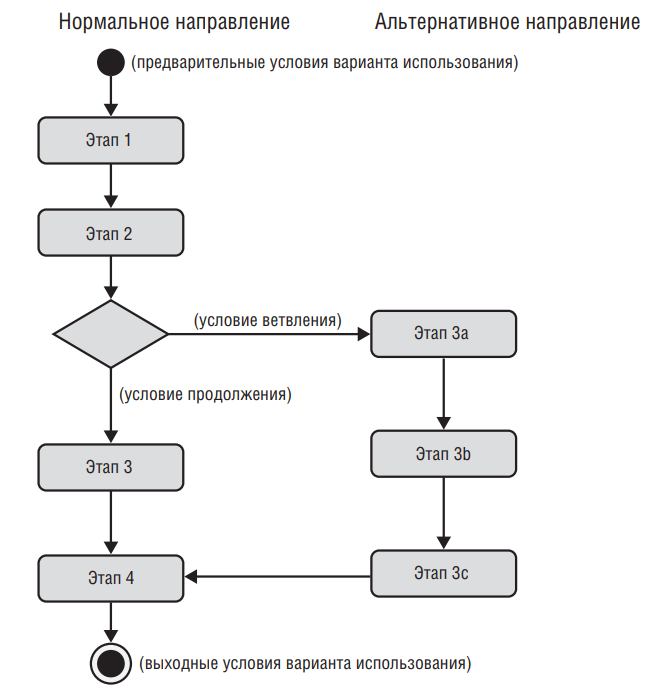 Нормальное направление
Альтернативное направление
(предварительные условия варианта использования)
Этап 1
Этап 2
(условие ветвления)
Этап 3a
(условие продолжения)
Этап 3b
Этап 3
Этап 3c
Этап 4
(выходные условия варианта использования)